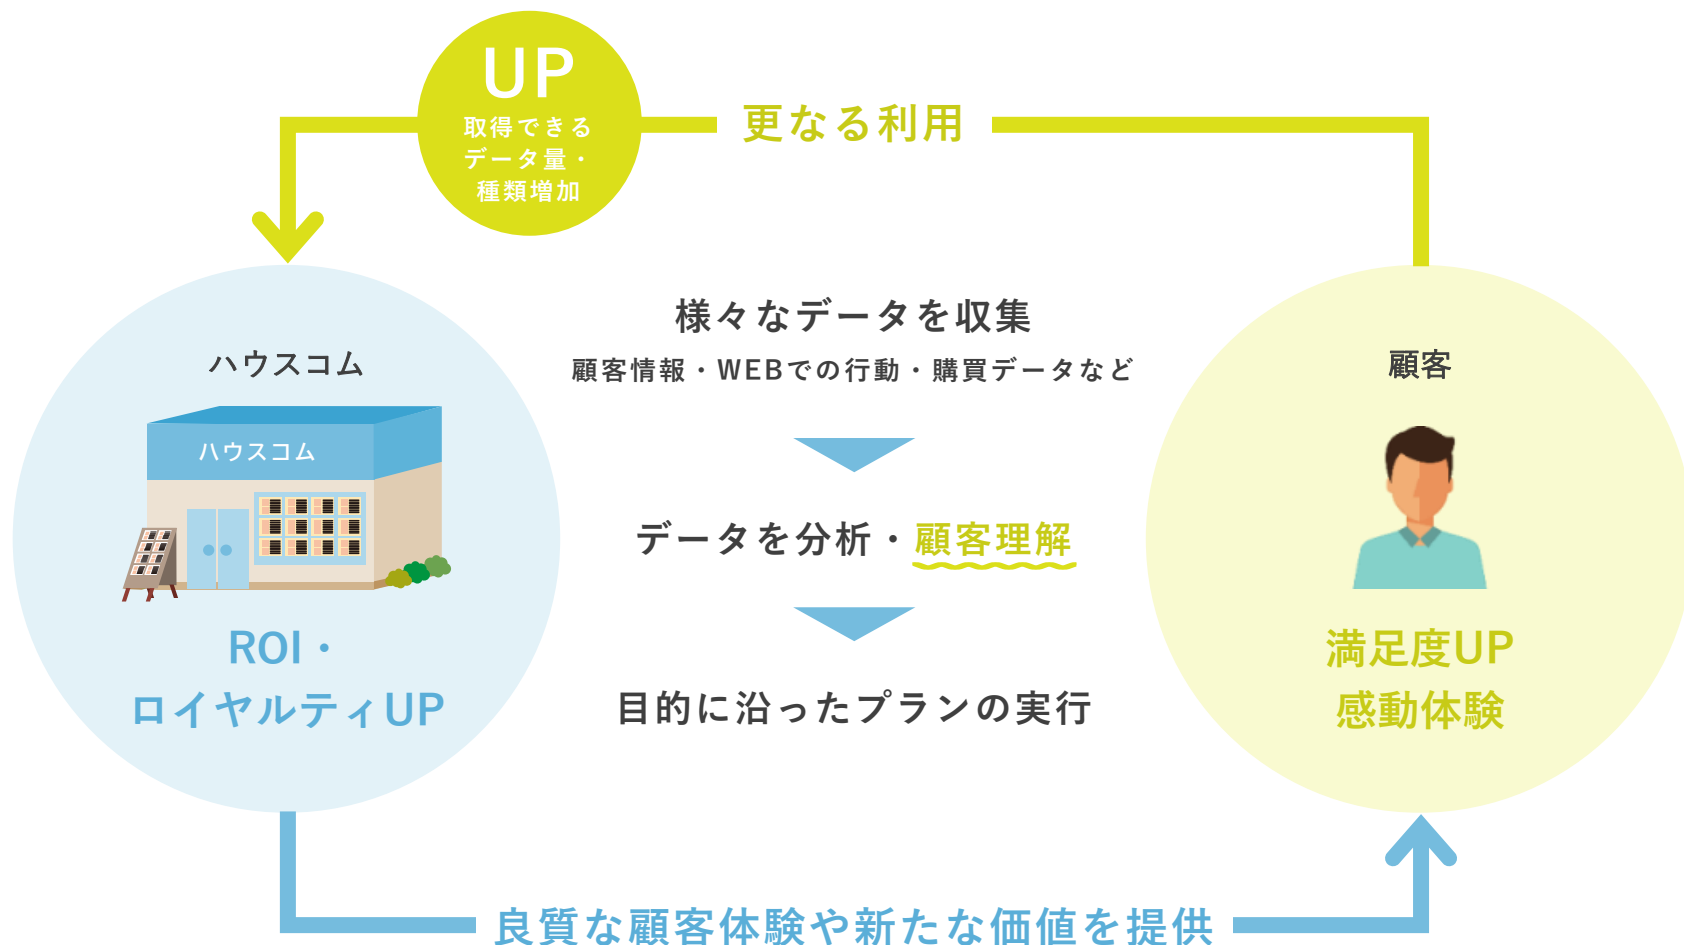 UP
取得できる
データ量・
種類増加
更なる利用
ハウスコム
ハウスコム
ROI・
ロイヤルティUP
様々なデータを収集
顧客情報・WEBでの行動・購買データなど
データを分析・顧客理解
目的に沿ったプランの実行
顧客
満足度UP
感動体験
良質な顧客体験や新たな価値を提供